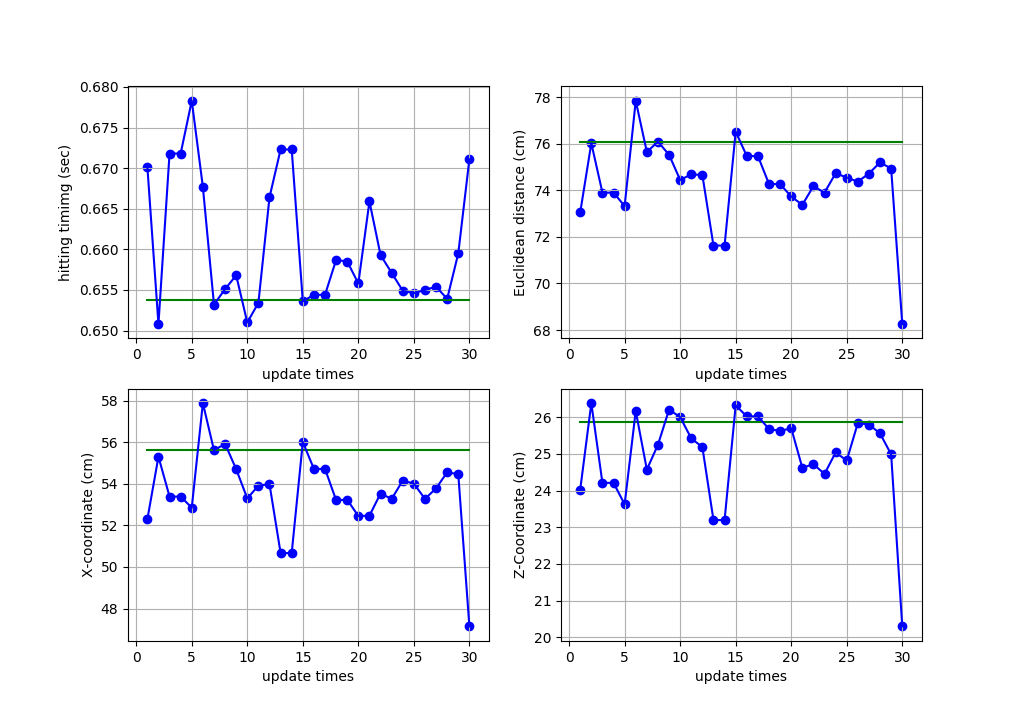 hitting timimg (sec)
0.680
0.675
0.670
0.665
0.660
0.655
0.650
0 5 10 15 20 25 30
update times
Euclidean distance (cm)
78
76
74
72
70
68
0 5 10 15 20 25 30
update times
X-coordinate (cm)
58
56
54
52
50
48
0 5 10 15 20 25 30
update times
Z-Coordinate (cm)
26
25
24
23
22
21
20
0 5 10 15 20 25 30
update times